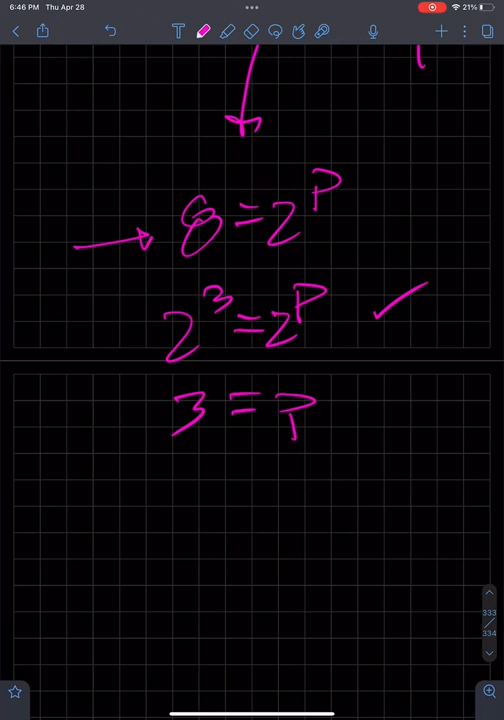 6:46 PM Thu Apr 28
21%
T
8 = 2^P
2^3 = 2^P
3 = P
333
334